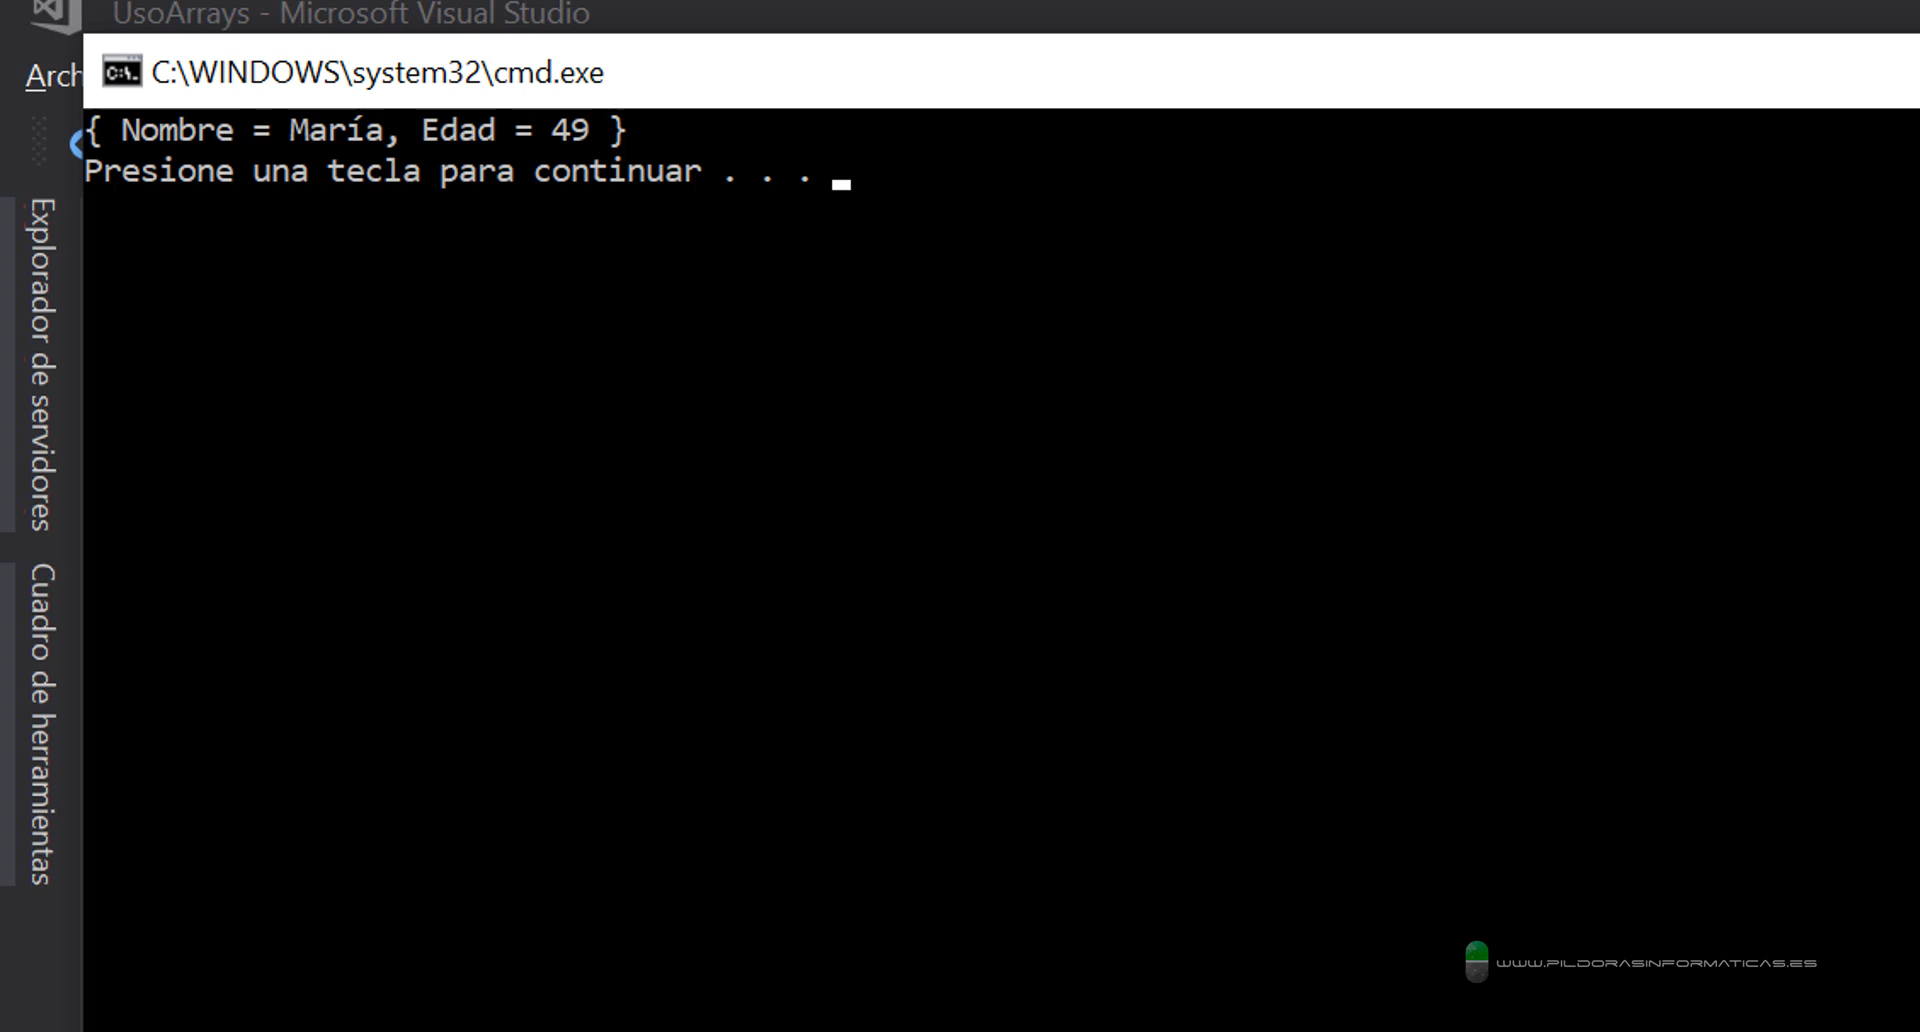 UsoArrays - Microsoft Visual Studio
Arch
C:\WINDOWS\system32\cmd.exe
{ Nombre = María, Edad = 49 }
Presione una tecla para continuar . . .
Explorador de servidores
Cuadro de herramientas
WWW.PILDORASINFORMATICAS.ES